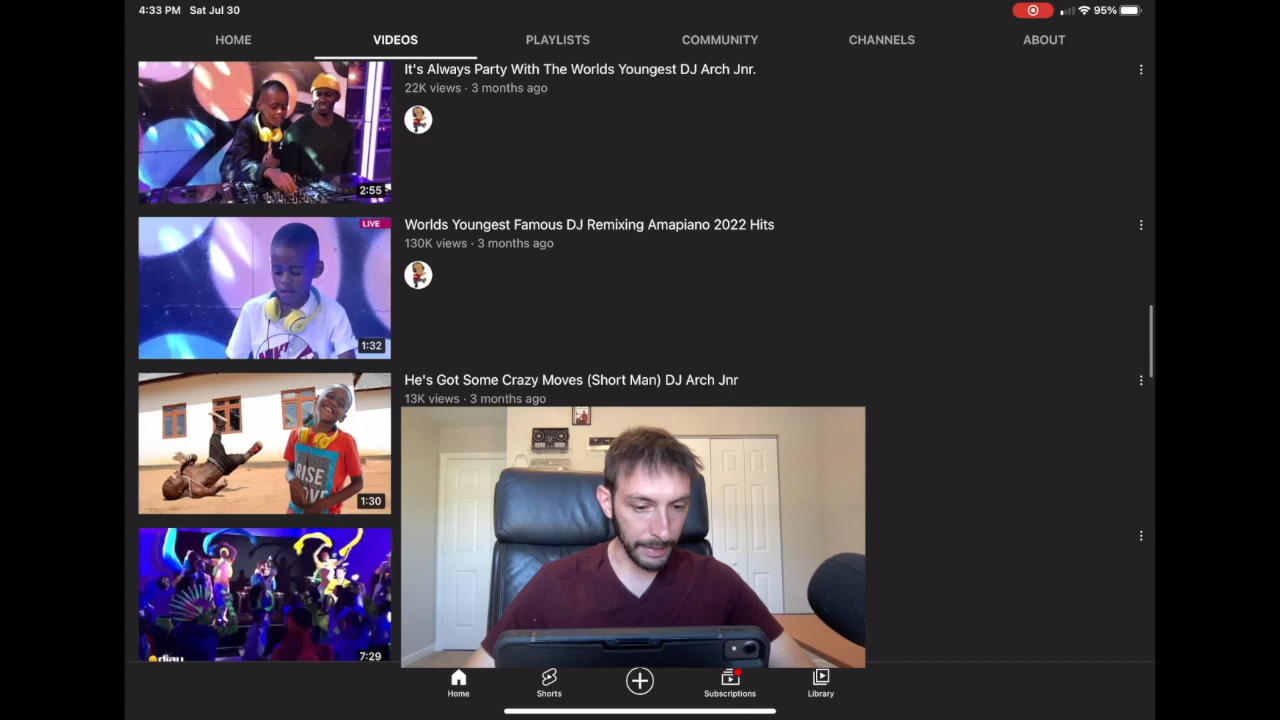 4:33 PM Sat Jul 30
95%
HOME
VIDEOS
PLAYLISTS
COMMUNITY
CHANNELS
ABOUT
It's Always Party With The Worlds Youngest DJ Arch Jnr.
22K views · 3 months ago
2:55
LIVE
Worlds Youngest Famous DJ Remixing Amapiano 2022 Hits
130K views · 3 months ago
1:32
He's Got Some Crazy Moves (Short Man) DJ Arch Jnr
13K views · 3 months ago
RISE
1:30
7:29
Home
Shorts
Subscriptions
Library